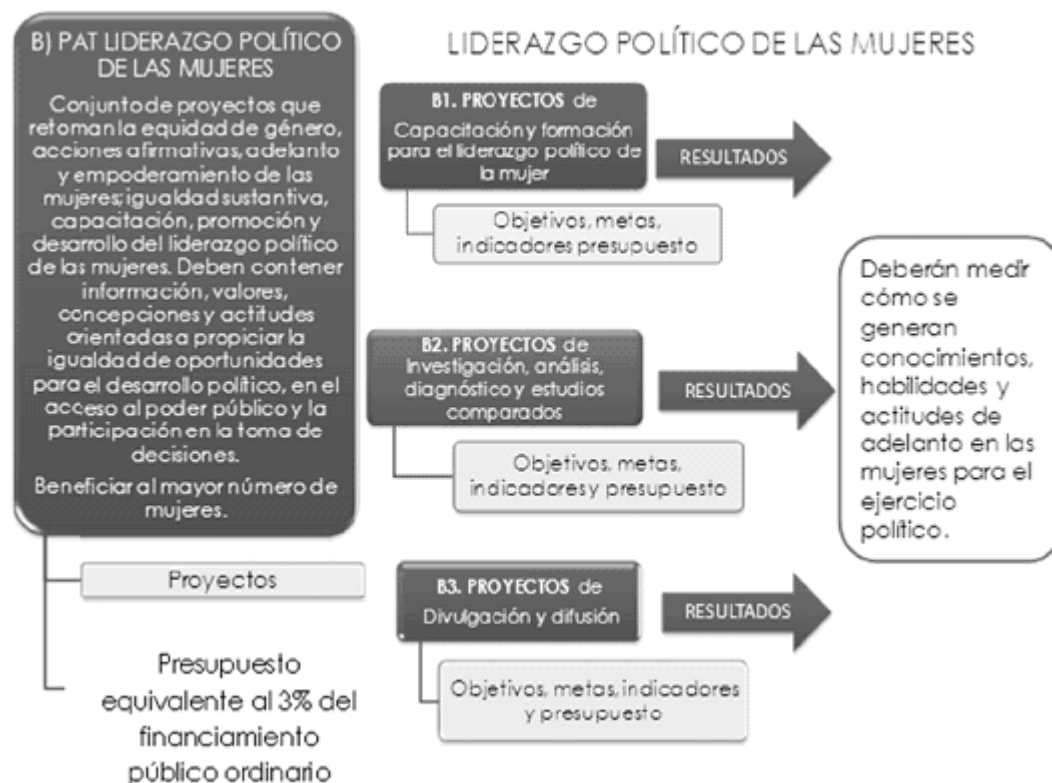 B) PAT LIDERAZGO POLÍTICO
DE LAS MUJERES
Conjunto de proyectos que
retoman la equidad de género,
acciones afirmativas, adelanto
y empoderamiento de las
mujeres; igualdad sustantiva,
capacitación, promoción y
desarrollo del liderazgo político
de las mujeres. Deben contener
información, valores,
concepciones y actitudes
orientadas a propiciar la
igualdad de oportunidades
para el desarrollo político, en el
acceso al poder público y la
participación en la toma de
decisiones.
Beneficiar al mayor número de
mujeres.
Proyectos
Presupuesto
equivalente al 3% del
financiamiento
público ordinario
LIDERAZGO POLÍTICO DE LAS MUJERES
B1. PROYECTOS de
Capacitación y formación
para el liderazgo político de
la mujer
RESULTADOS
Objetivos, metas,
indicadores presupuesto
B2. PROYECTOS de
Investigación, análisis,
diagnóstico y estudios
comparados
RESULTADOS
Objetivos, metas,
indicadores y presupuesto
B3. PROYECTOS de
Divulgación y difusión
RESULTADOS
Objetivos, metas, indicadores
y presupuesto
Deberán medir
cómo se
generan
conocimientos,
habilidades y
actitudes de
adelanto en las
mujeres para el
ejercicio
político.